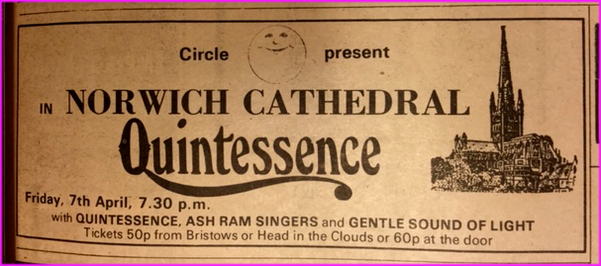 Circle present
IN NORWICH CATHEDRAL
Quintessence
Friday, 7th April, 7.30 p.m.
with QUINTESSENCE, ASH RAM SINGERS and GENTLE SOUND OF LIGHT
Tickets 50p from Bristows or Head in the Clouds or 60p at the door